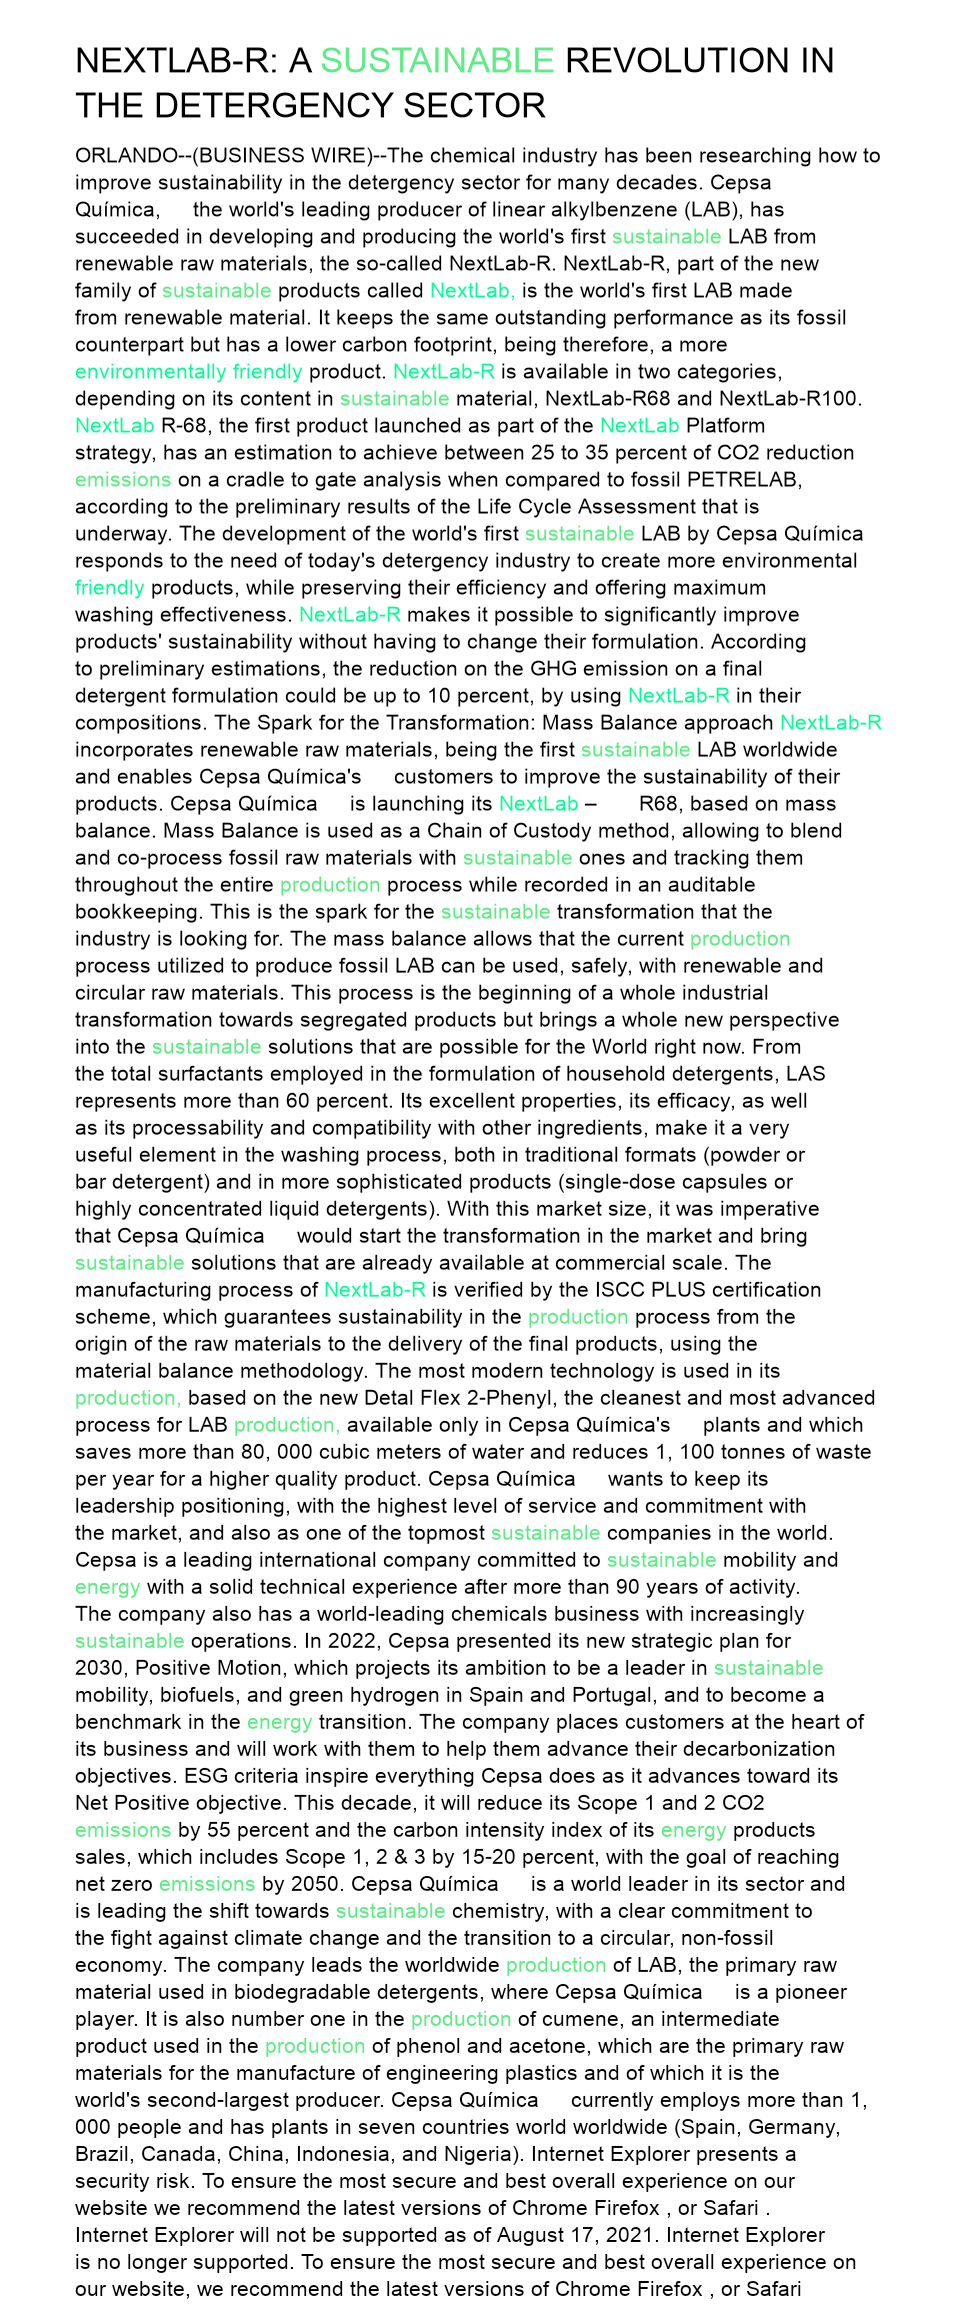 NEXTLAB-R: A SUSTAINABLE REVOLUTION IN
THE DETERGENCY SECTOR
ORLANDO--(BUSINESS WIRE)--The chemical industry has been researching how to
improve sustainability in the detergency sector for many decades. Cepsa
Química, the world's leading producer of linear alkylbenzene (LAB), has
succeeded in developing and producing the world's first sustainable LAB from
renewable raw materials, the so-called NextLab-R. NextLab-R, part of the new
family of sustainable products called NextLab, is the world's first LAB made
from renewable material. It keeps the same outstanding performance as its fossil
counterpart but has a lower carbon footprint, being therefore, a more
environmentally friendly product. NextLab-R is available in two categories,
depending on its content in sustainable material, NextLab-R68 and NextLab-R100.
NextLab R-68, the first product launched as part of the NextLab Platform
strategy, has an estimation to achieve between 25 to 35 percent of CO2 reduction
emissions on a cradle to gate analysis when compared to fossil PETRELAB,
according to the preliminary results of the Life Cycle Assessment that is
underway. The development of the world's first sustainable LAB by Cepsa Química
responds to the need of today's detergency industry to create more environmental
friendly products, while preserving their efficiency and offering maximum
washing effectiveness. NextLab-R makes it possible to significantly improve
products' sustainability without having to change their formulation. According
to preliminary estimations, the reduction on the GHG emission on a final
detergent formulation could be up to 10 percent, by using NextLab-R in their
compositions. The Spark for the Transformation: Mass Balance approach NextLab-R
incorporates renewable raw materials, being the first sustainable LAB worldwide
and enables Cepsa Química's customers to improve the sustainability of their
products. Cepsa Química is launching its NextLab – R68, based on mass
balance. Mass Balance is used as a Chain of Custody method, allowing to blend
and co-process fossil raw materials with sustainable ones and tracking them
throughout the entire production process while recorded in an auditable
bookkeeping. This is the spark for the sustainable transformation that the
industry is looking for. The mass balance allows that the current production
process utilized to produce fossil LAB can be used, safely, with renewable and
circular raw materials. This process is the beginning of a whole industrial
transformation towards segregated products but brings a whole new perspective
into the sustainable solutions that are possible for the World right now. From
the total surfactants employed in the formulation of household detergents, LAS
represents more than 60 percent. Its excellent properties, its efficacy, as well
as its processability and compatibility with other ingredients, make it a very
useful element in the washing process, both in traditional formats (powder or
bar detergent) and in more sophisticated products (single-dose capsules or
highly concentrated liquid detergents). With this market size, it was imperative
that Cepsa Química would start the transformation in the market and bring
sustainable solutions that are already available at commercial scale. The
manufacturing process of NextLab-R is verified by the ISCC PLUS certification
scheme, which guarantees sustainability in the production process from the
origin of the raw materials to the delivery of the final products, using the
material balance methodology. The most modern technology is used in its
production, based on the new Detal Flex 2-Phenyl, the cleanest and most advanced
process for LAB production, available only in Cepsa Química's plants and which
saves more than 80, 000 cubic meters of water and reduces 1, 100 tonnes of waste
per year for a higher quality product. Cepsa Química wants to keep its
leadership positioning, with the highest level of service and commitment with
the market, and also as one of the topmost sustainable companies in the world.
Cepsa is a leading international company committed to sustainable mobility and
energy with a solid technical experience after more than 90 years of activity.
The company also has a world-leading chemicals business with increasingly
sustainable operations. In 2022, Cepsa presented its new strategic plan for
2030, Positive Motion, which projects its ambition to be a leader in sustainable
mobility, biofuels, and green hydrogen in Spain and Portugal, and to become a
benchmark in the energy transition. The company places customers at the heart of
its business and will work with them to help them advance their decarbonization
objectives. ESG criteria inspire everything Cepsa does as it advances toward its
Net Positive objective. This decade, it will reduce its Scope 1 and 2 CO2
emissions by 55 percent and the carbon intensity index of its energy products
sales, which includes Scope 1, 2 & 3 by 15-20 percent, with the goal of reaching
net zero emissions by 2050. Cepsa Química is a world leader in its sector and
is leading the shift towards sustainable chemistry, with a clear commitment to
the fight against climate change and the transition to a circular, non-fossil
economy. The company leads the worldwide production of LAB, the primary raw
material used in biodegradable detergents, where Cepsa Química is a pioneer
player. It is also number one in the production of cumene, an intermediate
product used in the production of phenol and acetone, which are the primary raw
materials for the manufacture of engineering plastics and of which it is the
world's second-largest producer. Cepsa Química currently employs more than 1,
000 people and has plants in seven countries world worldwide (Spain, Germany,
Brazil, Canada, China, Indonesia, and Nigeria). Internet Explorer presents a
security risk. To ensure the most secure and best overall experience on our
website we recommend the latest versions of Chrome Firefox , or Safari .
Internet Explorer will not be supported as of August 17, 2021. Internet Explorer
is no longer supported. To ensure the most secure and best overall experience on
our website, we recommend the latest versions of Chrome Firefox , or Safari